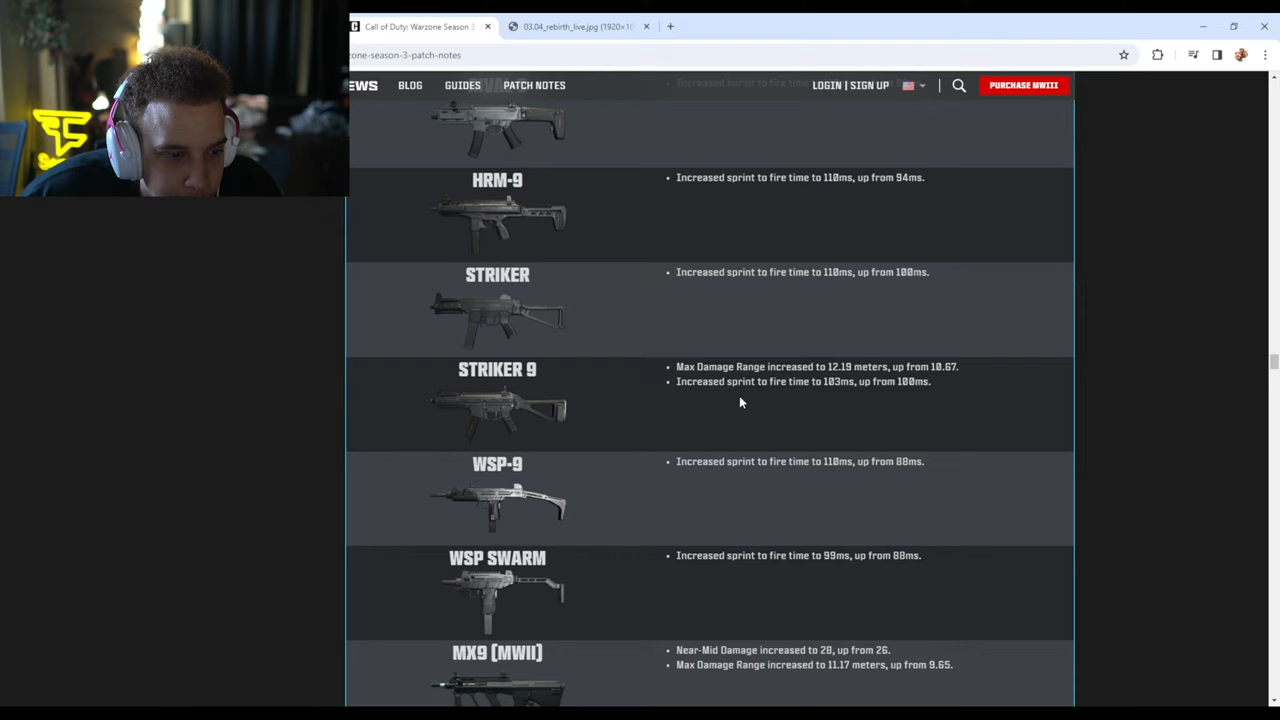 Call of Duty: Warzone Season 3
03.04_rebirth_live.jpg (1920×10
zone-season-3-patch-notes
EWS
BLOG
GUIDES
PATCH NOTES
LOGIN | SIGN UP
PURCHASE MWIII
HRM-9
• Increased sprint to fire time to 110ms, up from 94ms.
STRIKER
• Increased sprint to fire time to 110ms, up from 100ms.
STRIKER 9
• Max Damage Range increased to 12.19 meters, up from 10.67.
• Increased sprint to fire time to 103ms, up from 100ms.
WSP-9
• Increased sprint to fire time to 110ms, up from 88ms.
WSP SWARM
• Increased sprint to fire time to 99ms, up from 88ms.
MX9 (MWII)
• Near-Mid Damage increased to 28, up from 26.
• Max Damage Range increased to 11.17 meters, up from 9.65.